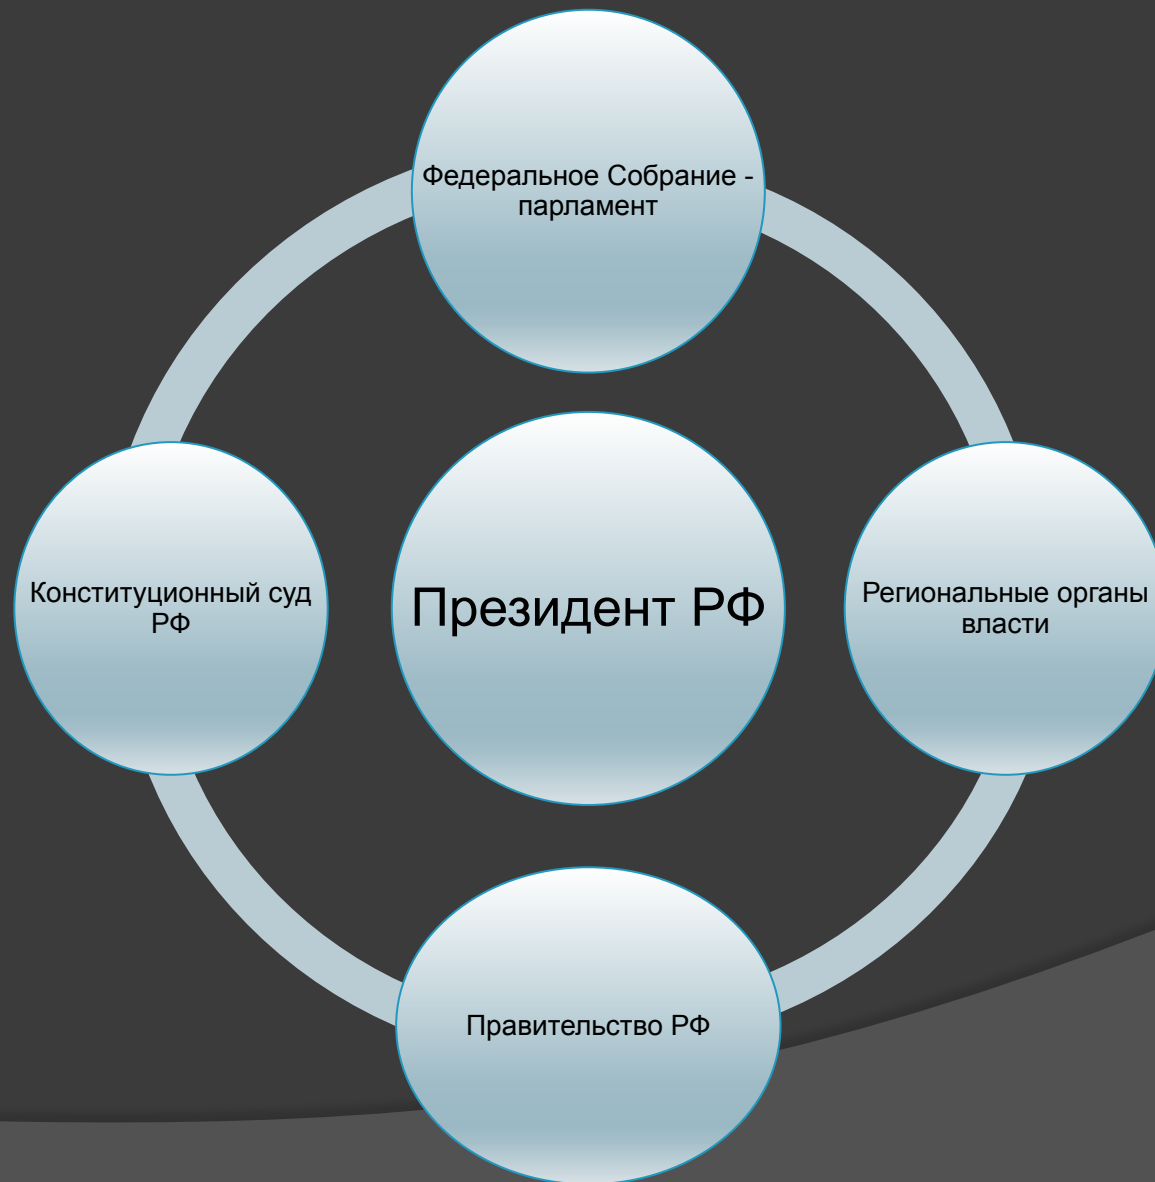 Федеральное Собрание -
парламент
Конституционный суд
РФ
Президент РФ
Региональные органы
власти
Правительство РФ